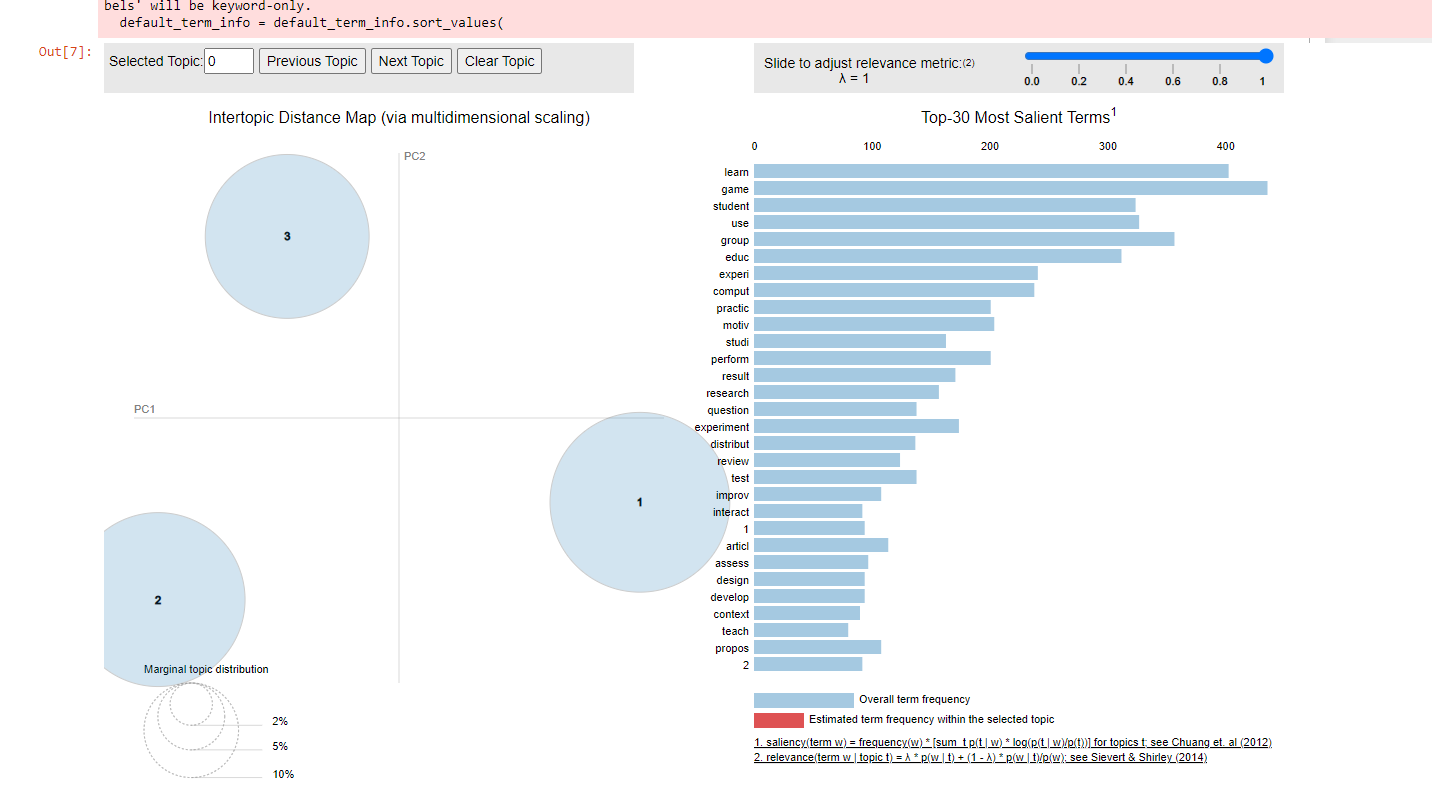 bels' will be keyword-only.
default_term_info = default_term_info.sort_values(
Out[7]:
Selected Topic: 0 Previous Topic Next Topic Clear Topic
Slide to adjust relevance metric:(2)
λ = 1
0.0 0.2 0.4 0.6 0.8 1
Intertopic Distance Map (via multidimensional scaling)
PC2
PC1
3
1
2
Marginal topic distribution
2%
5%
10%
Top-30 Most Salient Terms1
0 100 200 300 400
learn
game
student
use
group
educ
experi
comput
practic
motiv
studi
perform
result
research
question
experiment
distribut
review
test
improv
interact
1
articl
assess
design
develop
context
teach
propos
2
Overall term frequency
Estimated term frequency within the selected topic
1. saliency(term w) = frequency(w) * [sum_t p(t | w) * log(p(t | w)/p(t))] for topics t; see Chuang et. al (2012)
2. relevance(term w | topic t) = λ * p(w | t) + (1 - λ) * p(w | t)/p(w); see Sievert & Shirley (2014)